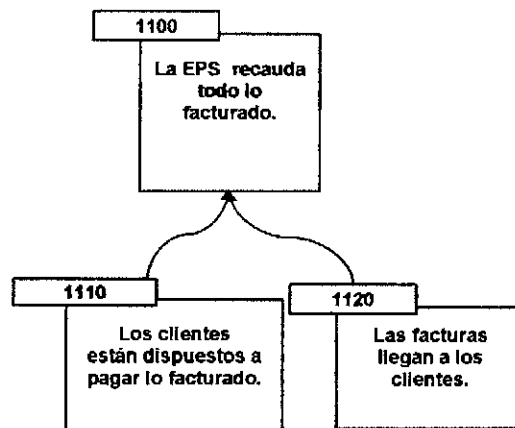 1100
La EPS recauda
todo lo
facturado.
1110
Los clientes
están dispuestos a
pagar lo facturado.
1120
Las facturas
llegan a los
clientes.